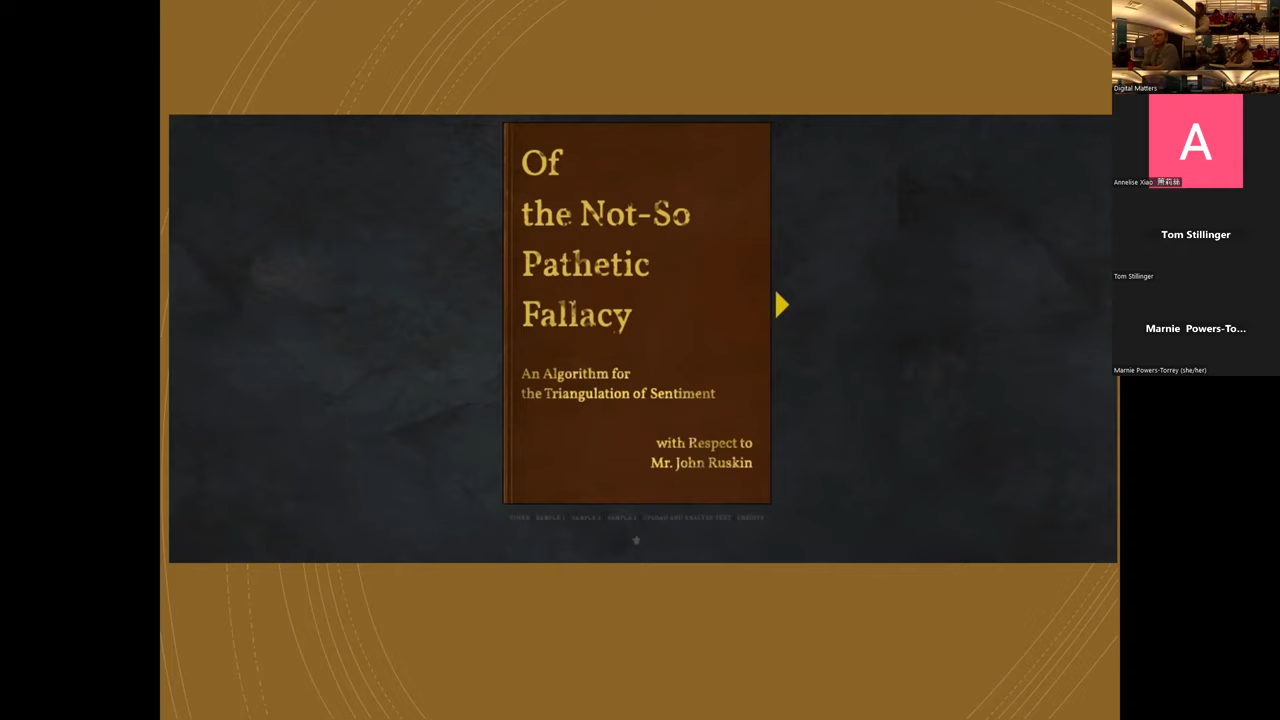 Of
the Not-So
Pathetic
Fallacy
An Algorithm for
the Triangulation of Sentiment
with Respect to
Mr. John Ruskin
Digital Matters
A
Annelise Xiao
Tom Stillinger
Tom Stillinger
Marnie Powers-To...
Marnie Powers-Torrey (she/her)